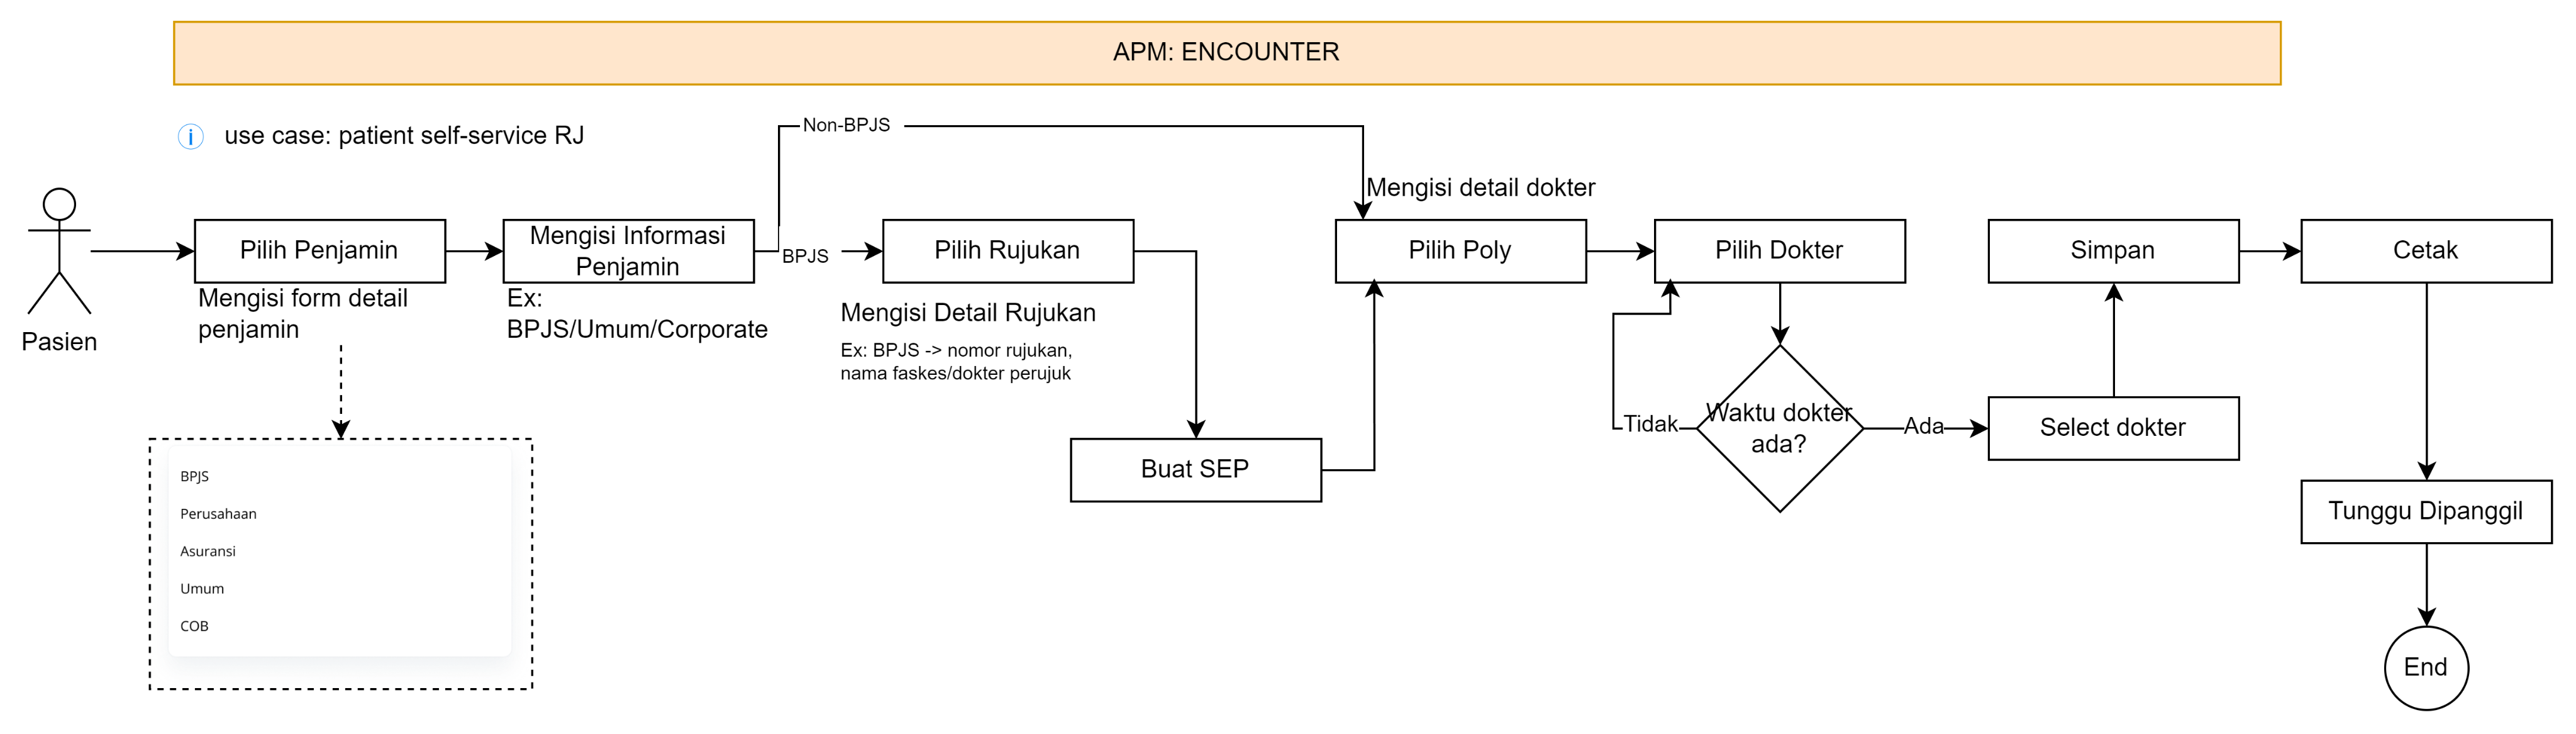 APM: ENCOUNTER
use case: patient self-service RJ
Non-BPJS
Mengisi detail dokter
Pasien
Pilih Penjamin
Mengisi form detail
penjamin
Mengisi Informasi
Penjamin
Ex:
BPJS/Umum/Corporate
BPJS
Pilih Rujukan
Mengisi Detail Rujukan
Ex: BPJS -> nomor rujukan,
nama faskes/dokter perujuk
Buat SEP
Pilih Poly
Pilih Dokter
Waktu dokter
ada?
Tidak
Ada
Select dokter
Simpan
Cetak
Tunggu Dipanggil
End
BPJS
Perusahaan
Asuransi
Umum
COB